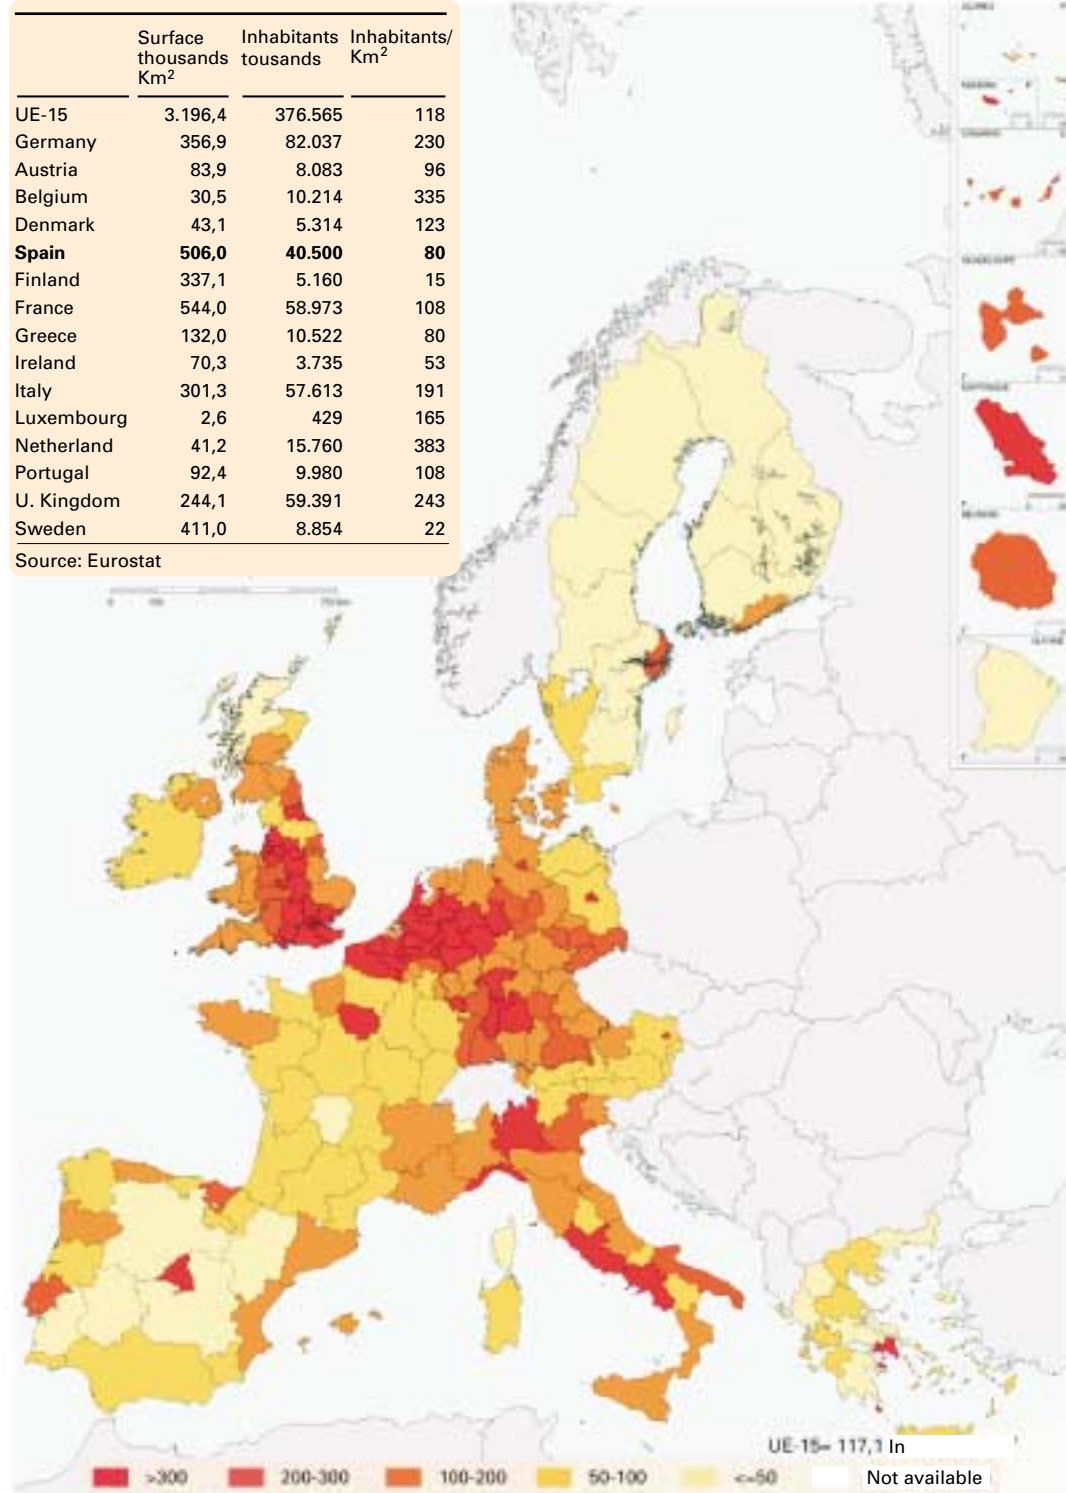 Surface Inhabitants Inhabitants/
thousands tousands Km²
Km²
UE-15 3.196,4 376.565 118
Germany 356,9 82.037 230
Austria 83,9 8.083 96
Belgium 30,5 10.214 335
Denmark 43,1 5.314 123
Spain 506,0 40.500 80
Finland 337,1 5.160 15
France 544,0 58.973 108
Greece 132,0 10.522 80
Ireland 70,3 3.735 53
Italy 301,3 57.613 191
Luxembourg 2,6 429 165
Netherland 41,2 15.760 383
Portugal 92,4 9.980 108
U. Kingdom 244,1 59.391 243
Sweden 411,0 8.854 22
Source: Eurostat
UE-15= 117,1 In
>300 200-300 100-200 50-100 <=50 Not available